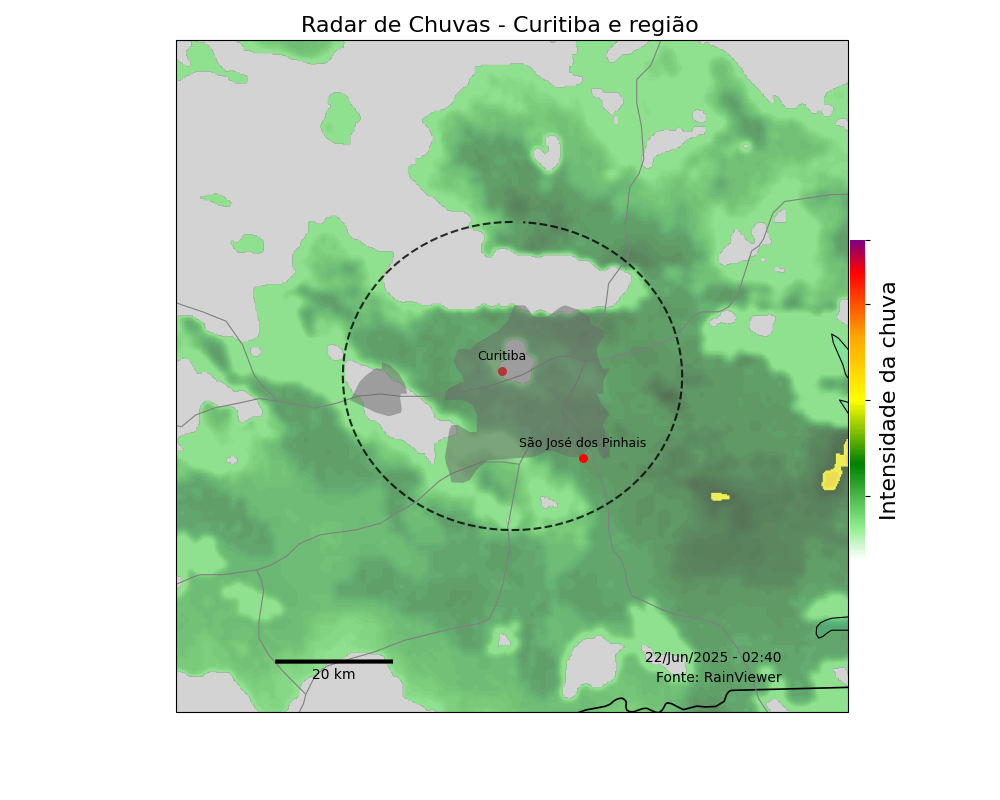 Radar de Chuvas - Curitiba e região
Curitiba
São José dos Pinhais
Intensidade da chuva
22/Jun/2025 - 02:40
Fonte: RainViewer
20 km